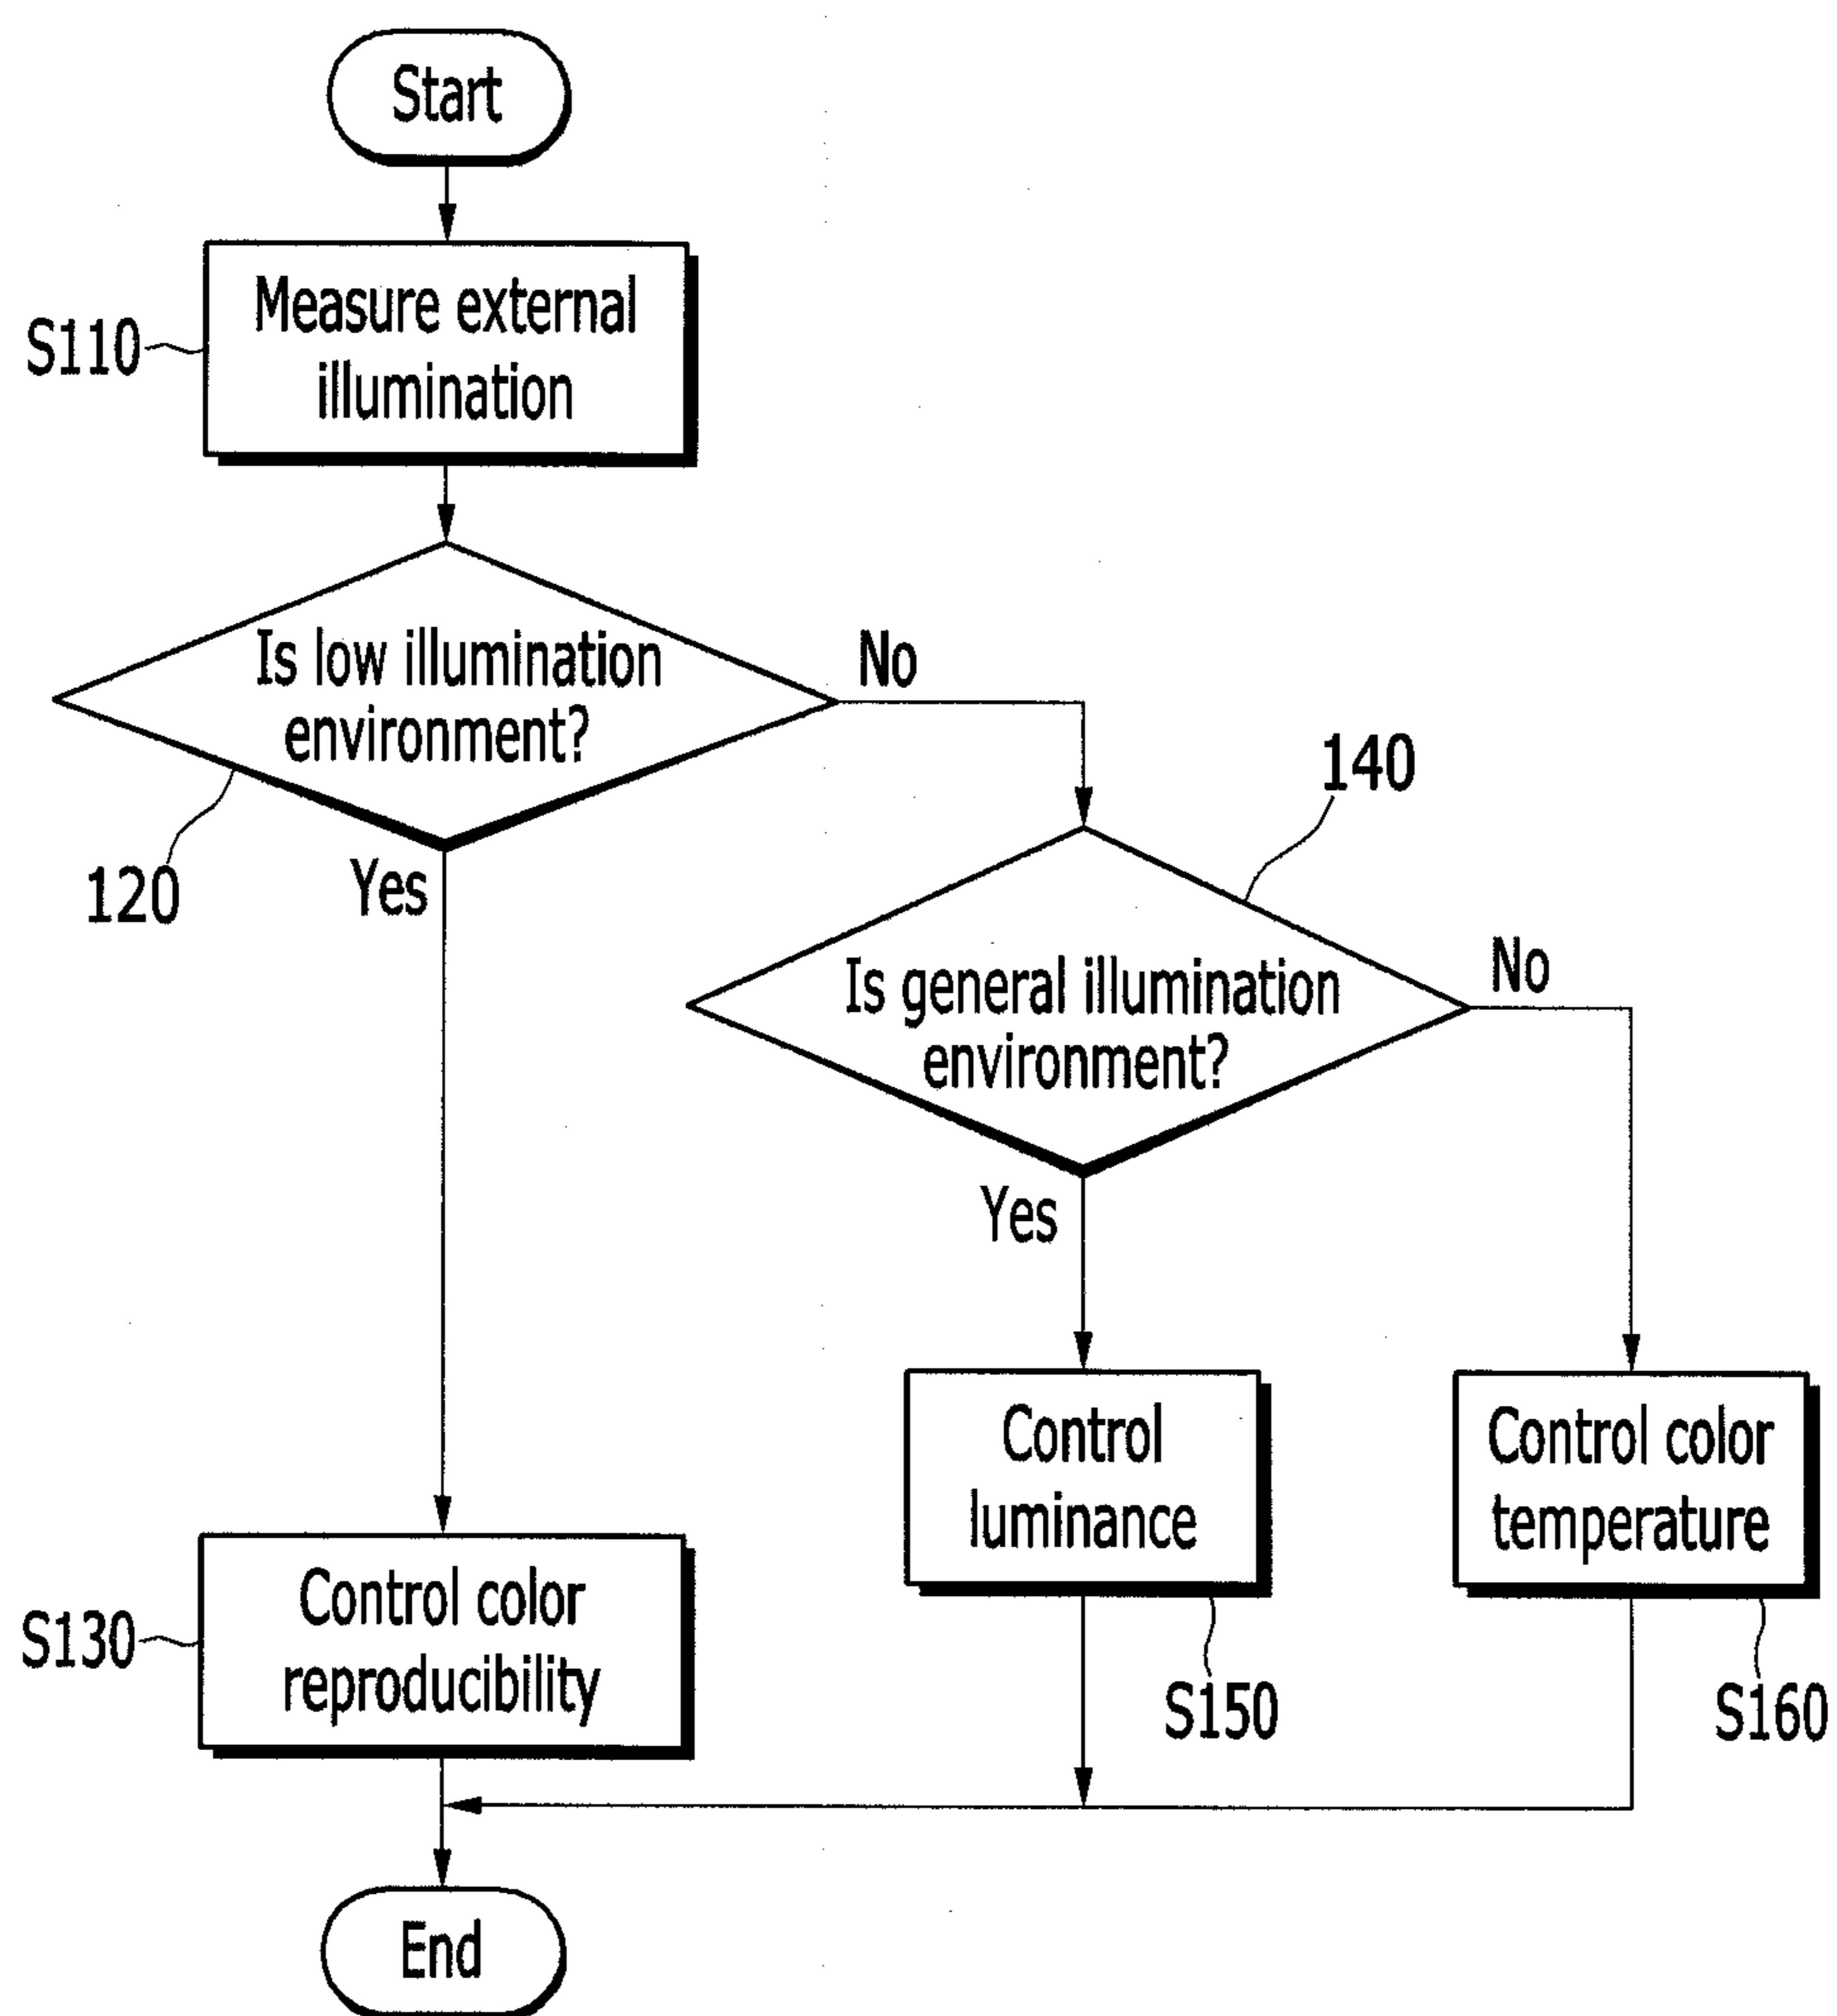 Start
S110
Measure external
illumination
Is low illumination
environment?
No
120
Yes
140
Is general illumination
environment?
No
Yes
Control
luminance
S150
Control color
temperature
S160
S130
Control color
reproducibility
End